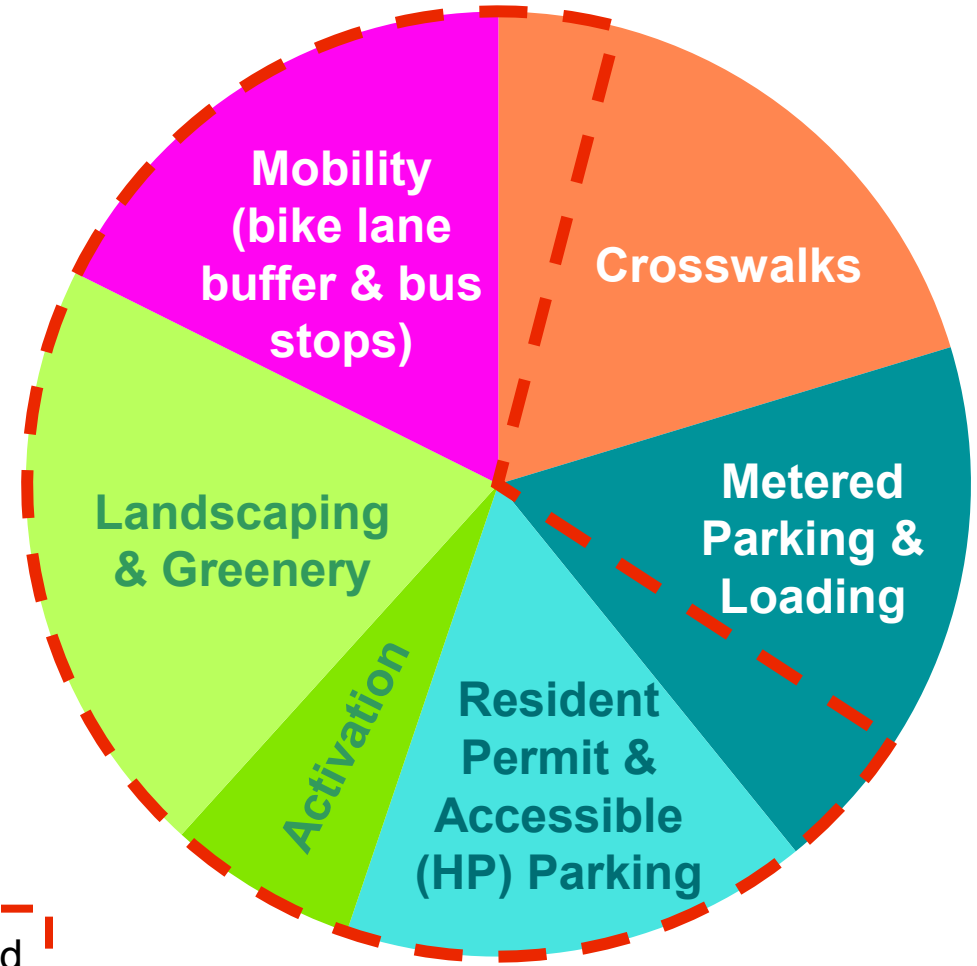 Mobility
(bike lane
buffer & bus
stops)
Crosswalks
Metered
Parking &
Loading
Resident
Permit &
Accessible
(HP) Parking
Activation
Landscaping
& Greenery